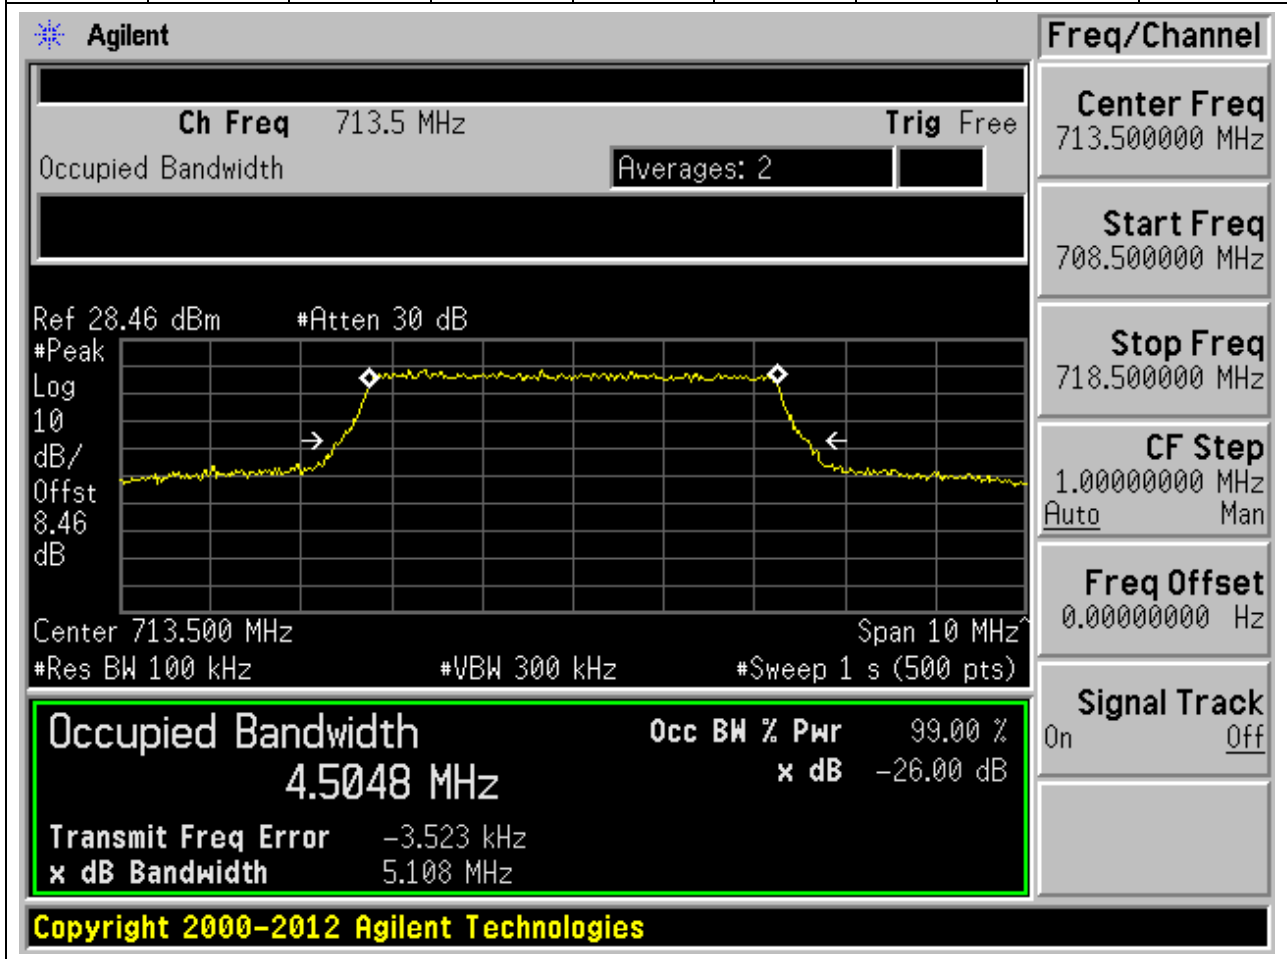 Agilent
Freq/Channel
Ch Freq 713.5 MHz Trig Free
Occupied Bandwidth Averages: 2
Center Freq
713.500000 MHz
Start Freq
708.500000 MHz
Stop Freq
718.500000 MHz
CF Step
1.00000000 MHz
Auto Man
Freq Offset
0.00000000 Hz
Signal Track
On Off
Ref 28.46 dBm #Atten 30 dB
#Peak
Log
10
dB/
Offst
8.46
dB
Center 713.500 MHz Span 10 MHz^
#Res BW 100 kHz #VBW 300 kHz #Sweep 1 s (500 pts)
Occupied Bandwidth Occ BW % Pwr 99.00 %
4.5048 MHz x dB -26.00 dB
Transmit Freq Error -3.523 kHz
x dB Bandwidth 5.108 MHz
Copyright 2000-2012 Agilent Technologies